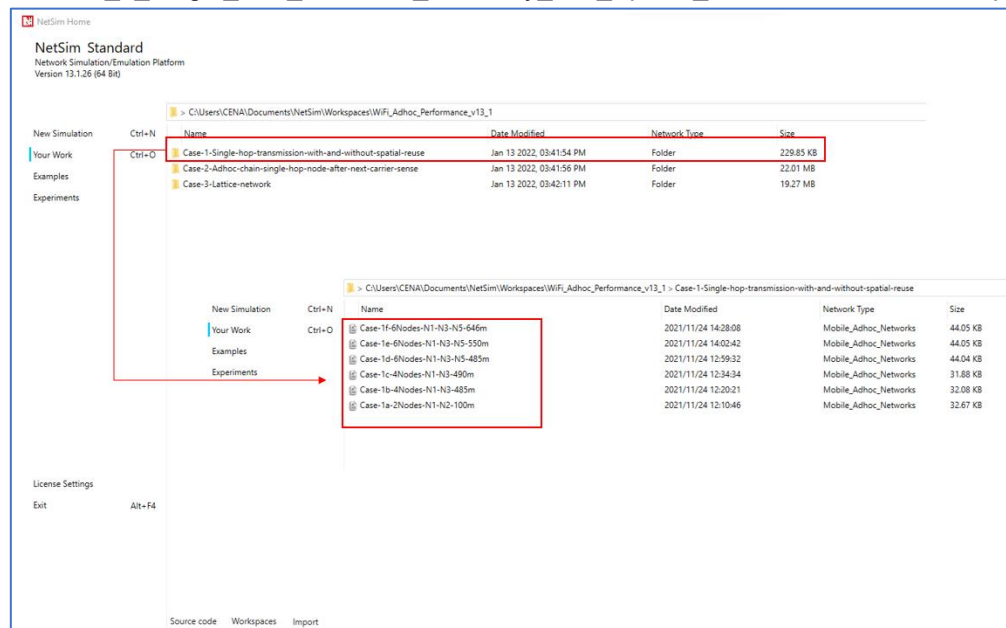 NetSim Home
NetSim Standard
Network Simulation/Emulation Platform
Version 13.1.26 (64 Bit)
> C:\Users\CENA\Documents\NetSim\Workspaces\WiFi_Adhoc_Performance_v13_1
New Simulation Ctrl+N Name Date Modified Network Type Size
Your Work Ctrl+O Case-1-Single-hop-transmission-with-and-without-spatial-reuse Jan 13 2022, 03:41:54 PM Folder 229.85 KB
Examples Case-2-Adhoc-chain-single-hop-node-after-next-carrier-sense Jan 13 2022, 03:41:56 PM Folder 22.01 MB
Experiments Case-3-Lattice-network Jan 13 2022, 03:42:11 PM Folder 19.27 MB
> C:\Users\CENA\Documents\NetSim\Workspaces\WiFi_Adhoc_Performance_v13_1 > Case-1-Single-hop-transmission-with-and-without-spatial-reuse
New Simulation Ctrl+N Name Date Modified Network Type Size
Your Work Ctrl+O Case-1f-6Nodes-N1-N3-N5-646m 2021/11/24 14:28:08 Mobile_Adhoc_Networks 44.05 KB
Case-1e-6Nodes-N1-N3-N5-550m 2021/11/24 14:02:42 Mobile_Adhoc_Networks 44.05 KB
Examples Case-1d-6Nodes-N1-N3-N5-485m 2021/11/24 12:59:32 Mobile_Adhoc_Networks 44.04 KB
Experiments Case-1c-4Nodes-N1-N3-490m 2021/11/24 12:34:34 Mobile_Adhoc_Networks 31.88 KB
Case-1b-4Nodes-N1-N3-485m 2021/11/24 12:20:21 Mobile_Adhoc_Networks 32.08 KB
Case-1a-2Nodes-N1-N2-100m 2021/11/24 12:10:46 Mobile_Adhoc_Networks 32.67 KB
License Settings
Exit Alt+F4
Source code Workspaces Import